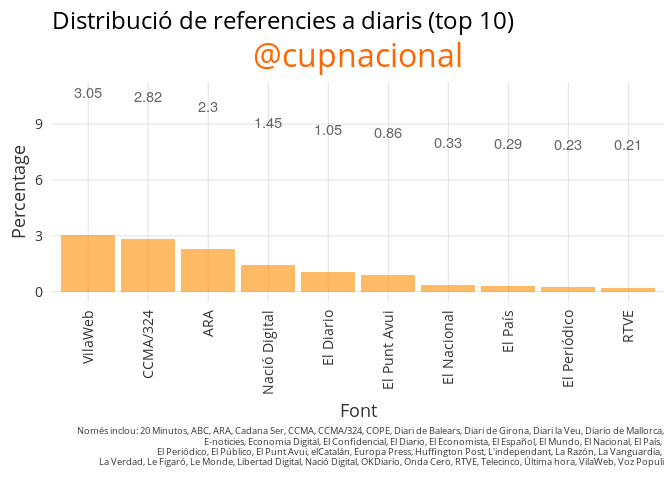 Distribució de referencies a diaris (top 10)
@cupnacional
3.05
2.82
2.3
1.45
1.05
0.86
0.33
0.29
0.23
0.21
Percentage
9
6
3
0
VilaWeb
CCMA/324
ARA
Nació Digital
El Diario
El Punt Avui
El Nacional
El País
El Periódico
RTVE
Font
Només inclou: 20 Minutos, ABC, ARA, Cadana Ser, CCMA, CCMA/324, COPE, Diari de Balears, Diari de Girona, Diari la Veu, Diario de Mallorca,
E-noticies, Economia Digital, El Confidencial, El Diario, El Economista, El Español, El Mundo, El Nacional, El País,
El Periódico, El Público, El Punt Avui, elCatalán, Europa Press, Huffington Post, L'independant, La Razón, La Vanguardia,
La Verdad, Le Figaró, Le Monde, Libertad Digital, Nació Digital, OKDiario, Onda Cero, RTVE, Telecinco, Última hora, VilaWeb, Voz Populi